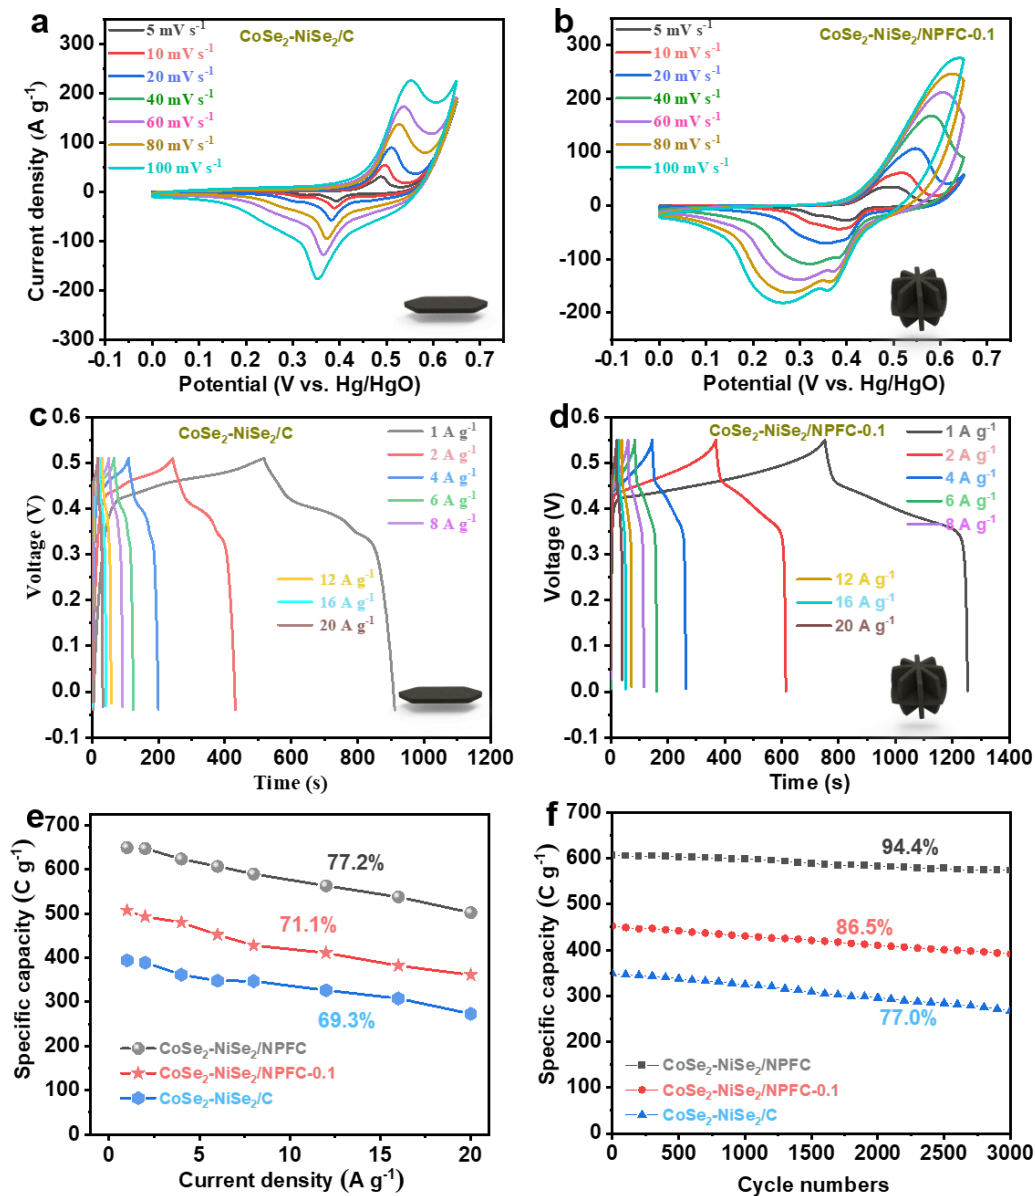 a
CoSe₂-NiSe₂/C
5 mV s⁻¹
10 mV s⁻¹
20 mV s⁻¹
40 mV s⁻¹
60 mV s⁻¹
80 mV s⁻¹
100 mV s⁻¹
300
200
100
0
-100
-200
-300
Current density (A g⁻¹)
-0.1 0.0 0.1 0.2 0.3 0.4 0.5 0.6 0.7
Potential (V vs. Hg/HgO)
b
CoSe₂-NiSe₂/NPFC-0.1
5 mV s⁻¹
10 mV s⁻¹
20 mV s⁻¹
40 mV s⁻¹
60 mV s⁻¹
80 mV s⁻¹
100 mV s⁻¹
300
200
100
0
-100
-200
-0.1 0.0 0.1 0.2 0.3 0.4 0.5 0.6 0.7
Potential (V vs. Hg/HgO)
c
CoSe₂-NiSe₂/C
1 A g⁻¹
2 A g⁻¹
4 A g⁻¹
6 A g⁻¹
8 A g⁻¹
12 A g⁻¹
16 A g⁻¹
20 A g⁻¹
0.6
0.5
0.4
0.3
0.2
0.1
0.0
-0.1
Voltage (V)
0 200 400 600 800 1000 1200
Time (s)
d
CoSe₂-NiSe₂/NPFC-0.1
1 A g⁻¹
2 A g⁻¹
4 A g⁻¹
6 A g⁻¹
8 A g⁻¹
12 A g⁻¹
16 A g⁻¹
20 A g⁻¹
0.6
0.5
0.4
0.3
0.2
0.1
0.0
-0.1
Voltage (V)
0 200 400 600 800 1000 1200 1400
Time (s)
e
700
600
500
400
300
200
100
0
Specific capacity (C g⁻¹)
77.2%
71.1%
69.3%
CoSe₂-NiSe₂/NPFC
CoSe₂-NiSe₂/NPFC-0.1
CoSe₂-NiSe₂/C
0 5 10 15 20
Current density (A g⁻¹)
f
700
600
500
400
300
200
100
0
Specific capacity (C g⁻¹)
94.4%
86.5%
77.0%
CoSe₂-NiSe₂/NPFC
CoSe₂-NiSe₂/NPFC-0.1
CoSe₂-NiSe₂/C
0 500 1000 1500 2000 2500 3000
Cycle numbers